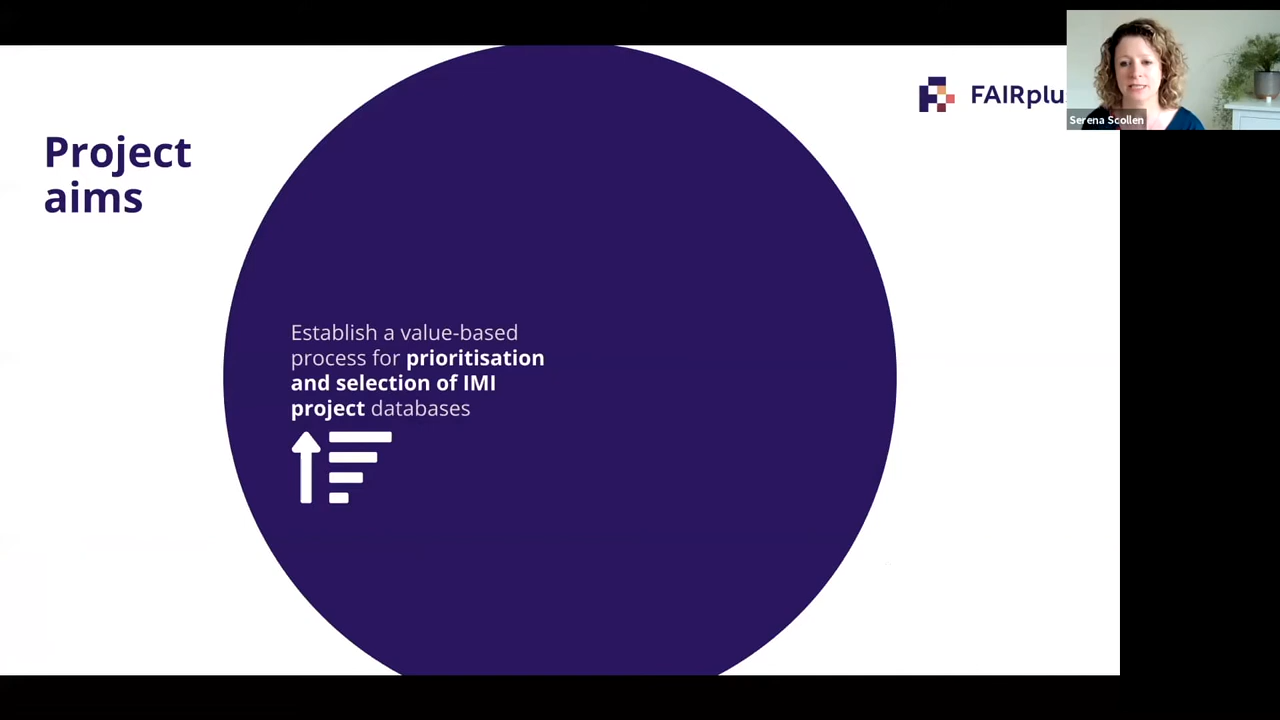 Project
aims
FAIRplu
Serena Scollen
Establish a value-based
process for prioritisation
and selection of IMI
project databases